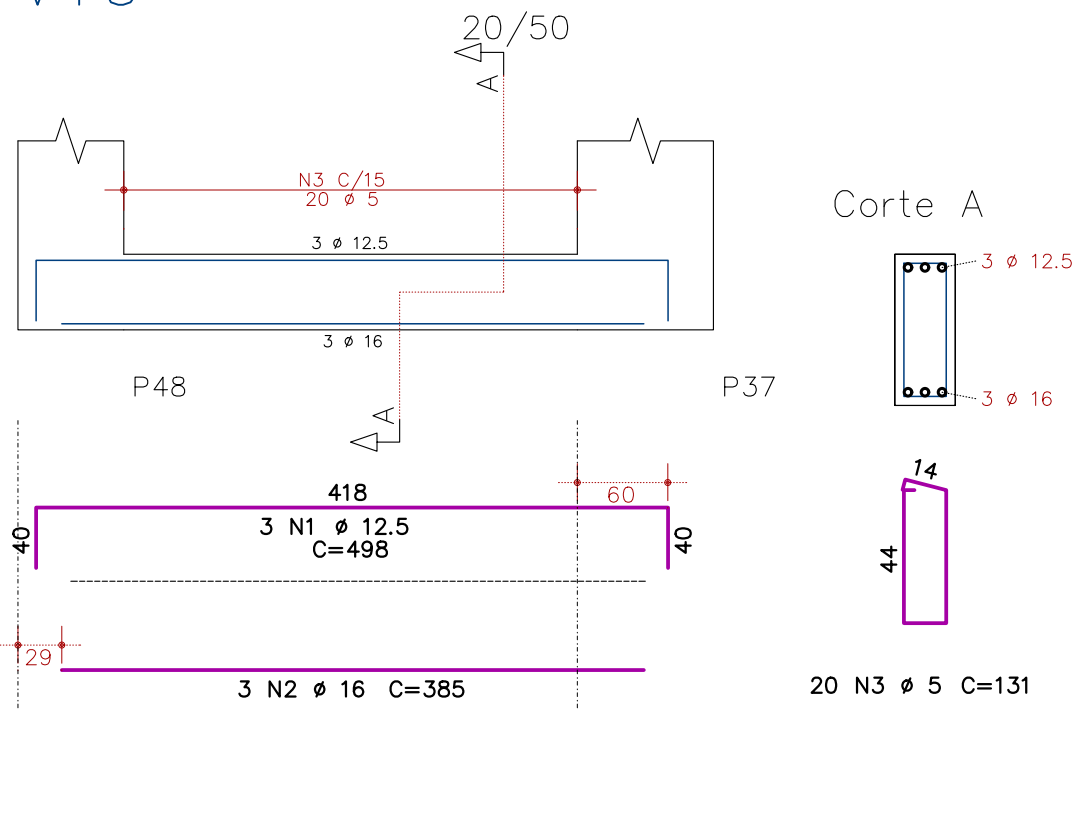 20/50
A
N3 C/15
20 ø 5
3 ø 12.5
3 ø 16
P48
P37
A
Corte A
3 ø 12.5
3 ø 16
418
60
40
3 N1 ø 12.5
C=498
40
29
3 N2 ø 16 C=385
14
44
20 N3 ø 5 C=131